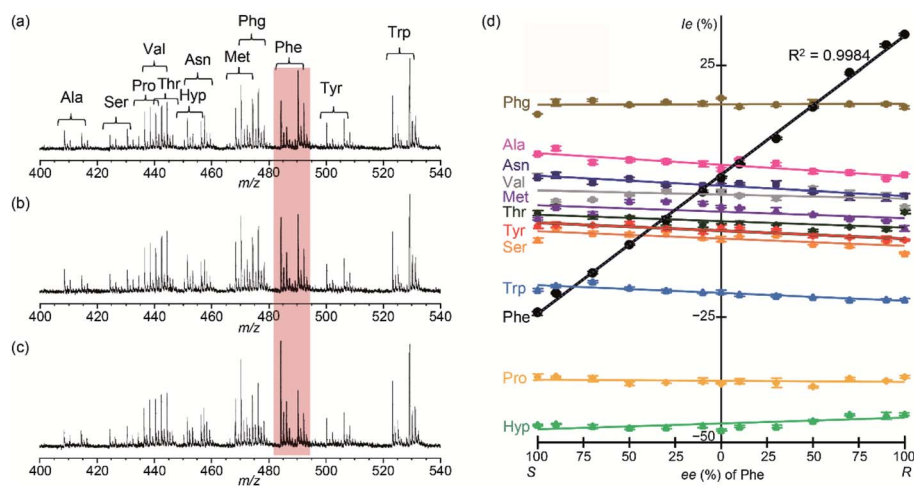 (a)
Ala
Ser
Pro
Val
Thr
Hyp
Asn
Met
Phg
Phe
Tyr
Trp
400 420 440 460 480 500 520 540
m/z
(b)
400 420 440 460 480 500 520 540
m/z
(c)
400 420 440 460 480 500 520 540
m/z
(d)
Ie (%)
25
R² = 0.9984
Phg
Ala
Asn
Val
Met
Thr
Tyr
Ser
Trp
Phe
−25
Pro
Hyp
−50
100 75 50 25 0 25 50 75 100
S
ee (%) of Phe
R